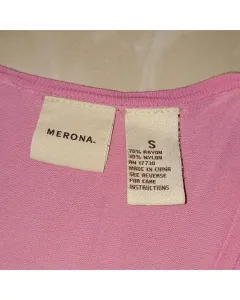 MERONA.
S
70% RAYON
30% NYLON
RN 17730
MADE IN CHINA
SEE REVERSE
FOR CARE
INSTRUCTIONS